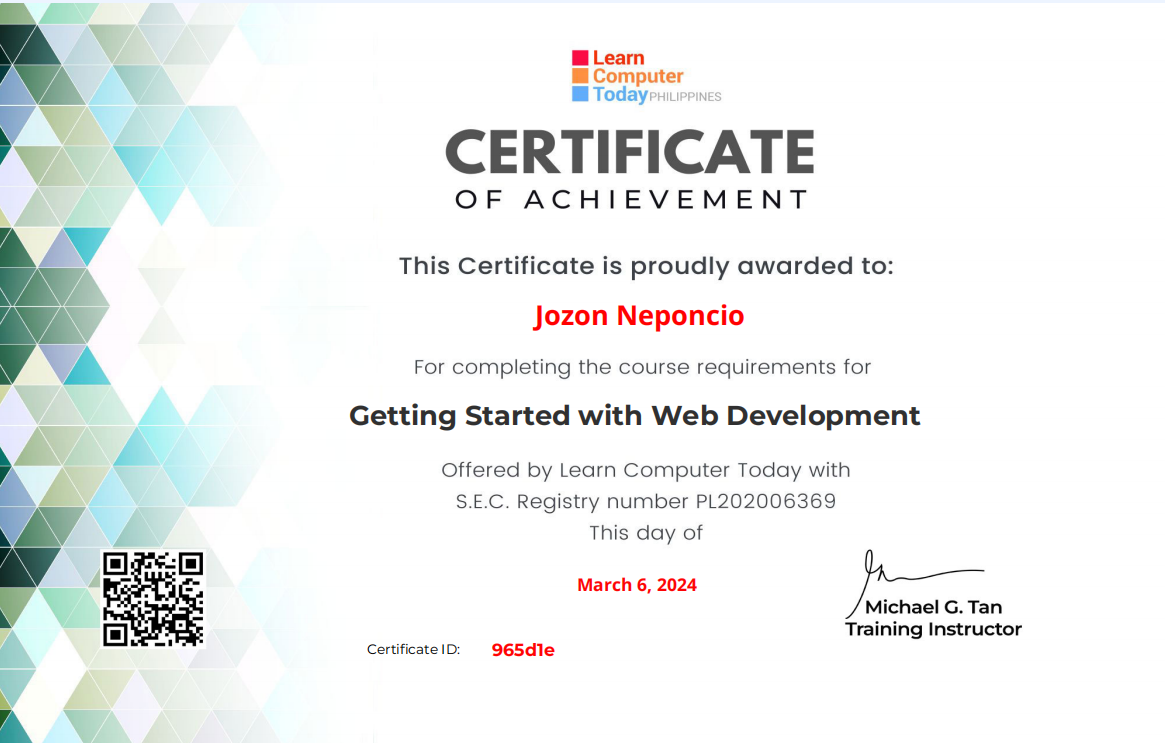 Learn
Computer
Today PHILIPPINES
CERTIFICATE
OF ACHIEVEMENT
This Certificate is proudly awarded to:
Jozon Neponcio
For completing the course requirements for
Getting Started with Web Development
Offered by Learn Computer Today with
S.E.C. Registry number PL202006369
This day of
March 6, 2024
Michael G. Tan
Training Instructor
Certificate ID: 965d1e